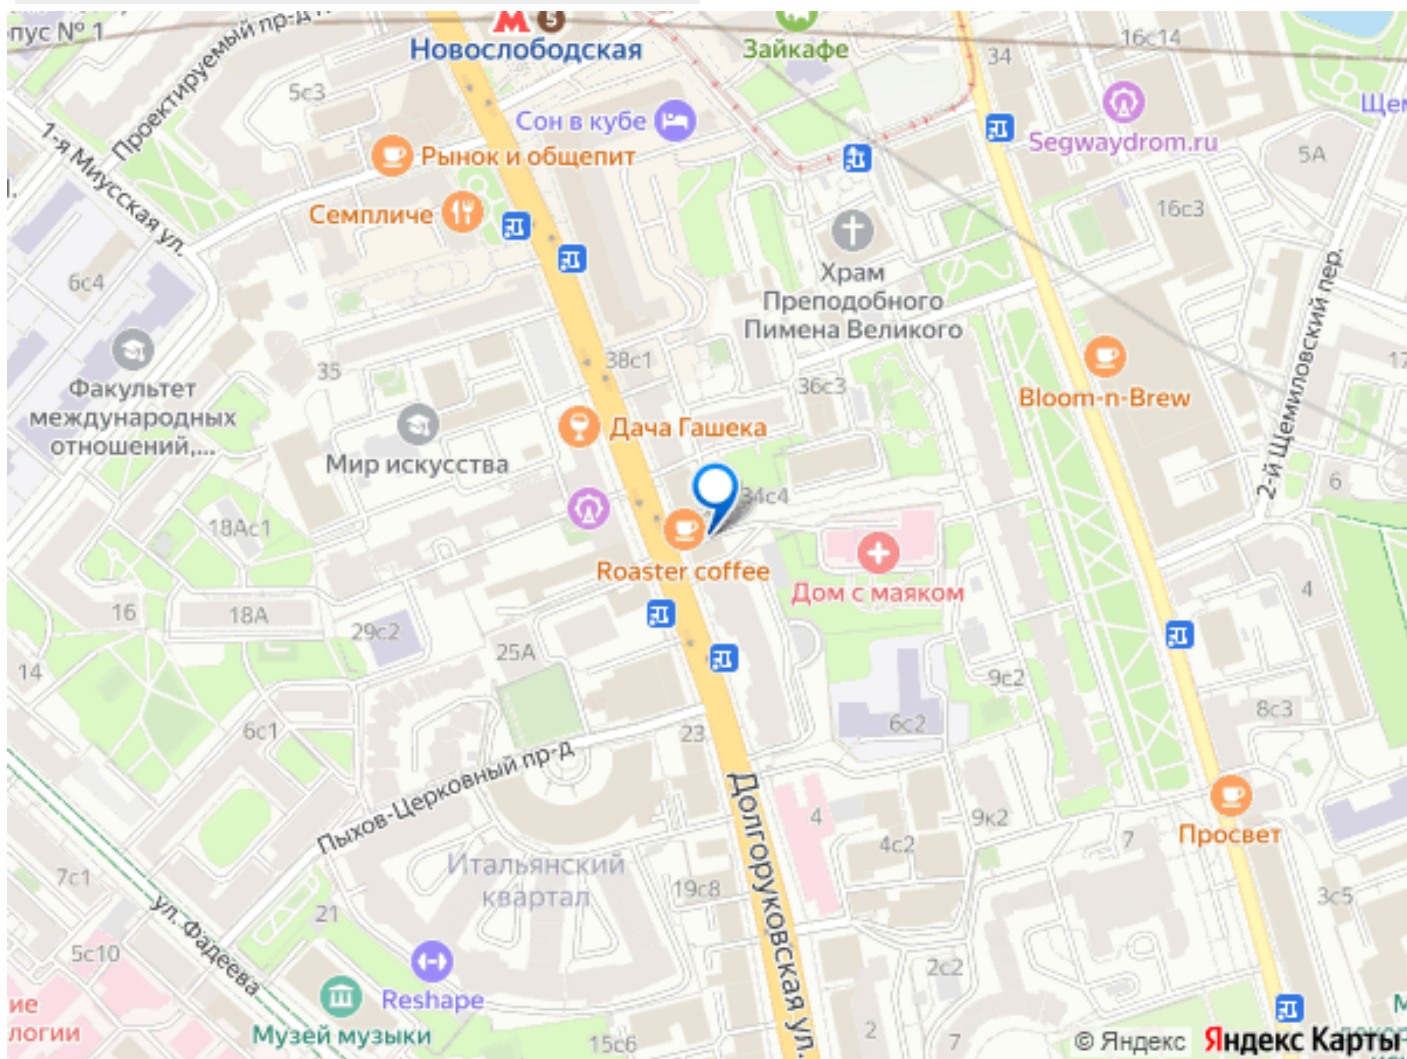 пус № 1
Проектируемый пр-д
5
Новослободская
Зайкафе
34
16с14
5с3
Сон в кубе
Щем
Segwaydrom.ru
1-я Миусская ул.
Рынок и общепит
5А
Семпличе
16с3
6с4
Храм
Преподобного
Пимена Великого
2-й Щемиловский пер.
38с1
35
36с3
17
Факультет
международных
отношений,...
Bloom-n-Brew
Дача Гашека
Мир искусства
6
34с4
18Ас1
Roaster coffee
Дом с маяком
4
16
18А
29с2
25А
14
9с2
6с2
8с3
6с1
23
Пыхов-Церковный пр-д
Долгоруковская ул.
4
9к2
7
Просвет
4с2
Итальянский
квартал
7с1
19с8
3с5
21
ул. Фадеева
5с10
2с2
Reshape
ие
логии
Музей музыки
15с6
2
7
© Яндекс
Яндекс Карты